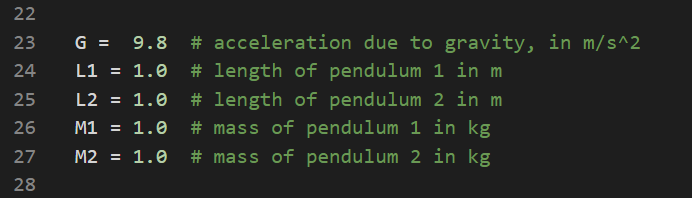 22
23 G =  9.8  # acceleration due to gravity, in m/s^2
24 L1 = 1.0  # length of pendulum 1 in m
25 L2 = 1.0  # length of pendulum 2 in m
26 M1 = 1.0  # mass of pendulum 1 in kg
27 M2 = 1.0  # mass of pendulum 2 in kg
28